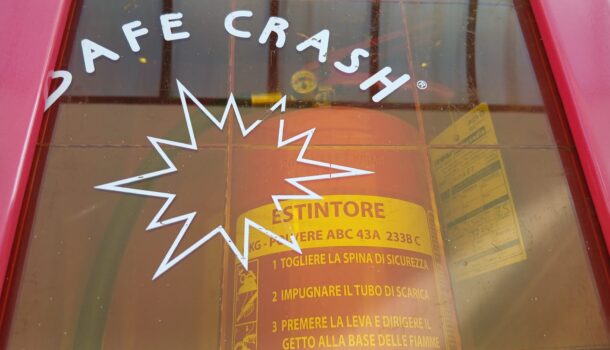 SAFE CRASH®
ESTINTORE
KG - POLVERE ABC 43A 233B C
1 TOGLIERE LA SPINA DI SICUREZZA
2 IMPUGNARE IL TUBO DI SCARICA
3 PREMERE LA LEVA E DIRIGERE IL
GETTO ALLA BASE DELLE FIAMME